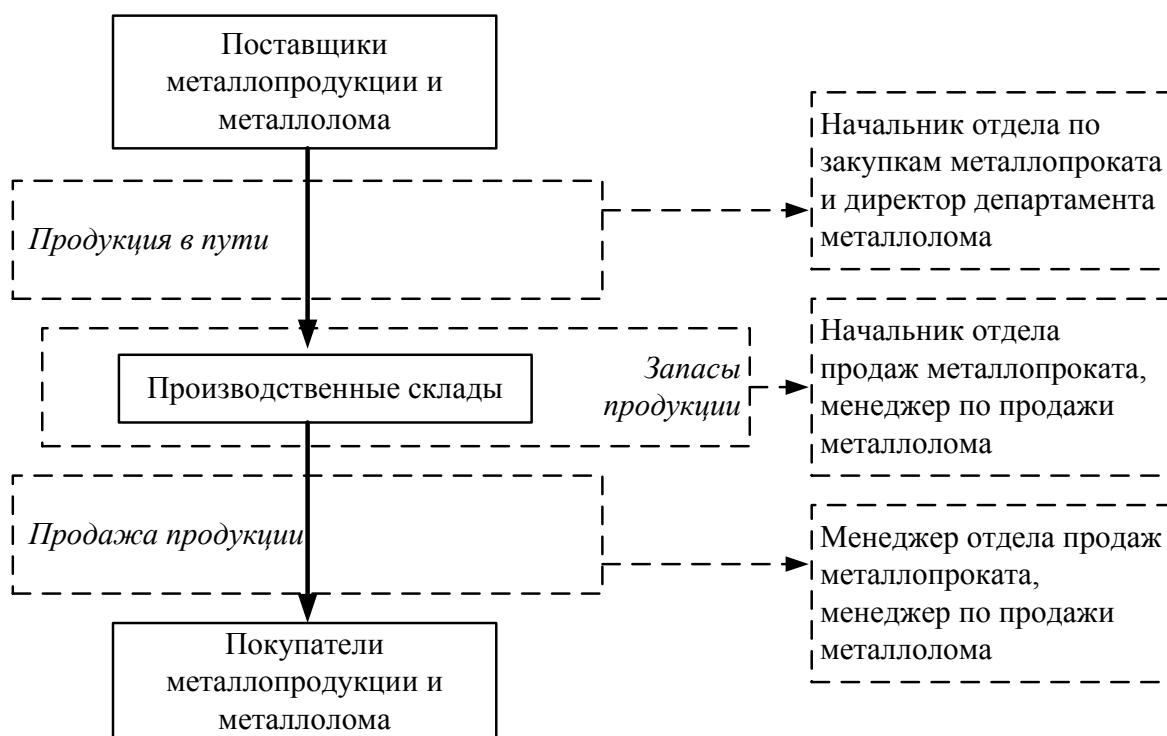 Поставщики
металлопродукции и
металлолома
Начальник отдела по
закупкам металлопроката
и директор департамента
металлолома
Продукция в пути
Производственные склады
Запасы
продукции
Начальник отдела
продаж металлопроката,
менеджер по продажи
металлолома
Продажа продукции
Менеджер отдела продаж
металлопроката,
менеджер по продажи
металлолома
Покупатели
металлопродукции и
металлолома